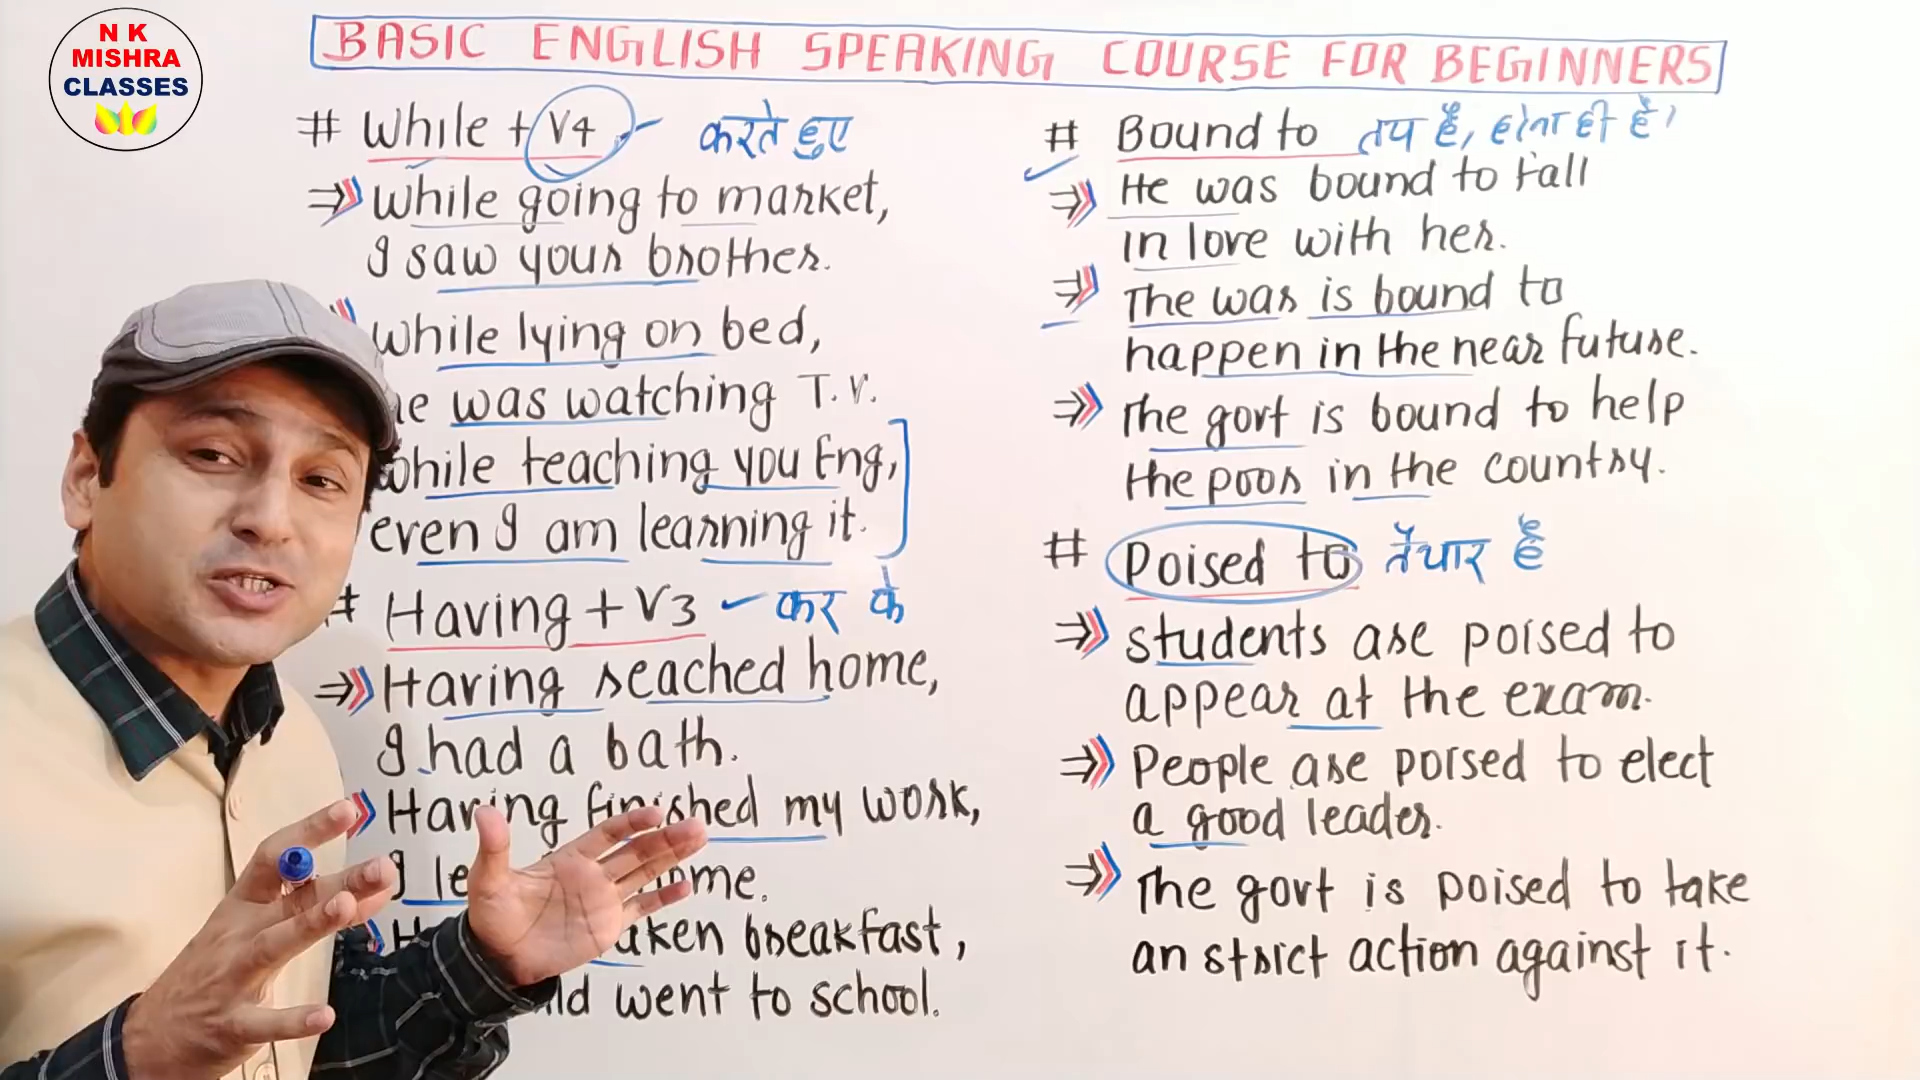 N K
MISHRA
CLASSES
BASIC ENGLISH SPEAKING COURSE FOR BEGINNERS
# While + V4 - करते हुए
While going to market,
I saw your brother.
While lying on bed,
he was watching T.V.
While teaching you Eng,
even I am learning it.
# Having + V3 - कर के
Having reached home,
I had a bath.
Having finished my work,
I
taken breakfast,
went to school.
# Bound to तय है, होना ही है।
He was bound to fall
in love with her.
The war is bound to
happen in the near future.
The govt is bound to help
the poor in the country.
# Poised to तैयार है
Students are poised to
appear at the exam.
People are poised to elect
a good leader.
The govt is poised to take
an strict action against it.